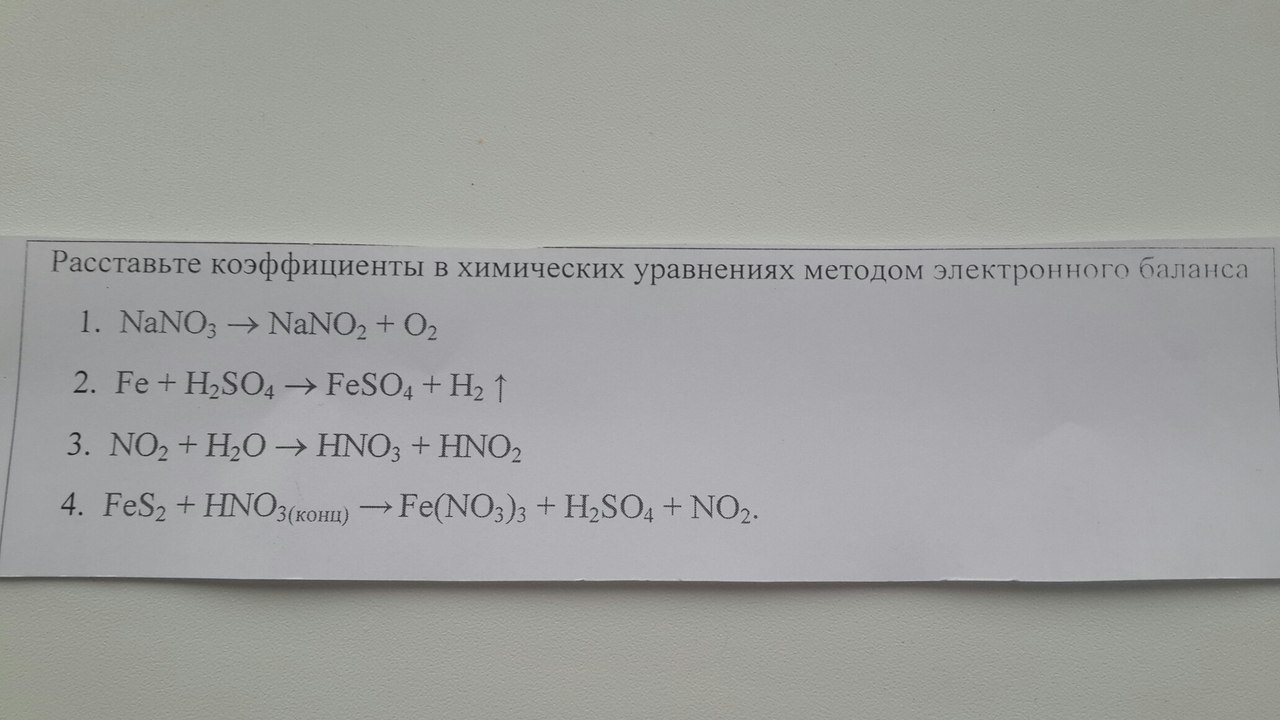 Расставьте коэффициенты в химических уравнениях методом электронного баланса
1. NaNO₃ → NaNO₂ + O₂
2. Fe + H₂SO₄ → FeSO₄ + H₂ ↑
3. NO₂ + H₂O → HNO₃ + HNO₂
4. FeS₂ + HNO₃(конц) → Fe(NO₃)₃ + H₂SO₄ + NO₂.